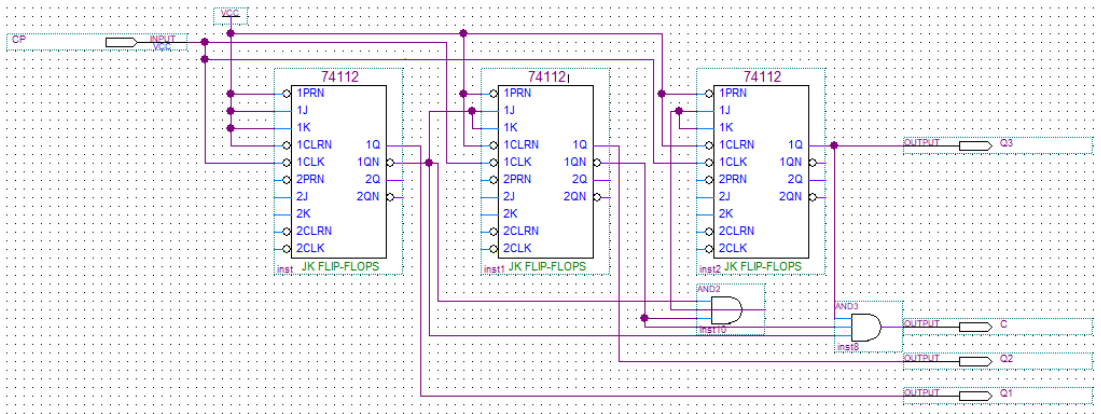 VCC
CP
INPUT
VCC
74112
1PRN
1J
1K
1CLRN
1CLK
2PRN
2J
2K
2CLRN
2CLK
1Q
1QN
2Q
2QN
inst
JK FLIP-FLOPS
74112
1PRN
1J
1K
1CLRN
1CLK
2PRN
2J
2K
2CLRN
2CLK
1Q
1QN
2Q
2QN
inst1
JK FLIP-FLOPS
74112
1PRN
1J
1K
1CLRN
1CLK
2PRN
2J
2K
2CLRN
2CLK
1Q
1QN
2Q
2QN
inst2
JK FLIP-FLOPS
OUTPUT
Q3
AND2
inst10
AND3
inst8
OUTPUT
C
OUTPUT
Q2
OUTPUT
Q1